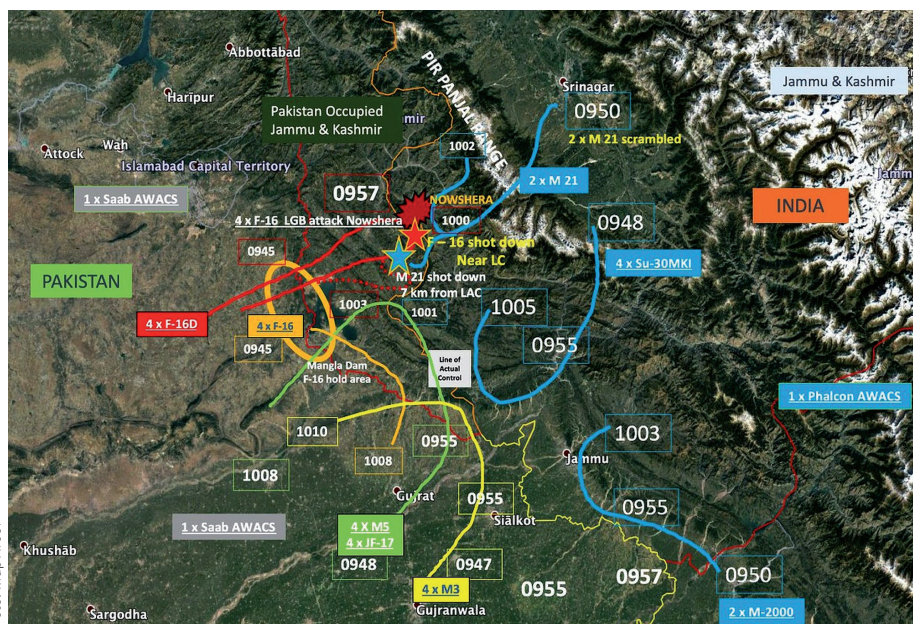 Abbottābad
Srinagar
Jammu & Kashmir
Harīpur
PIR PANJAL RANGE
0950
Pakistan Occupied
Jammu & Kashmir
mir
2 x M 21 scrambled
Attock
Wah
1002
Islamabad Capital Territory
Jamm
2 x M 21
1 x Saab AWACS
0957
NOWSHERA
INDIA
4 x F-16 LGB attack Nowshera
1000
0948
0945
F – 16 shot down
Near LC
4 x Su-30MKI
PAKISTAN
M 21 shot down
7 km from LAC
1003
1001
1005
4 x F-16D
4 x F-16
0945
0955
Mangla Dam
F-16 hold area
Line of
Actual
Control
1 x Phalcon AWACS
1010
0955
1003
1008
1008
Jammu
Gujrat
0955
0955
Siālkot
1 x Saab AWACS
4 X M5
4 x JF-17
Khushāb
0948
0947
0955
0957
0950
4 x M3
Gujranwala
2 x M-2000
Sargodha